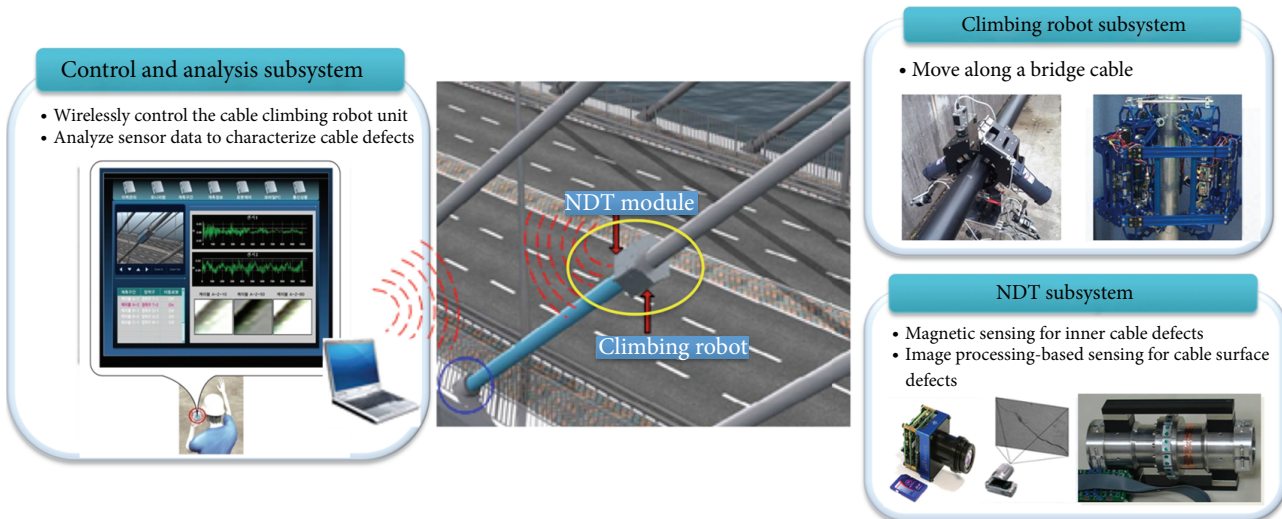 Control and analysis subsystem
• Wirelessly control the cable climbing robot unit
• Analyze sensor data to characterize cable defects
NDT module
Climbing robot
Climbing robot subsystem
• Move along a bridge cable
NDT subsystem
• Magnetic sensing for inner cable defects
• Image processing-based sensing for cable surface
defects